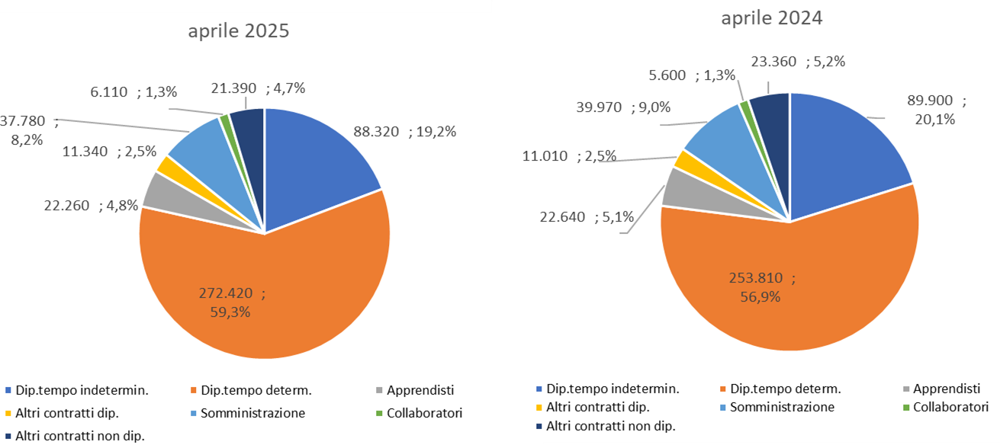 aprile 2025
21.390 ; 4,7%
6.110 ; 1,3%
37.780 ;
8,2%
88.320 ; 19,2%
11.340 ; 2,5%
22.260 ; 4,8%
272.420 ;
59,3%
Dip.tempo indetermin.
Dip.tempo determ.
Apprendisti
Altri contratti dip.
Somministrazione
Collaboratori
Altri contratti non dip.
aprile 2024
23.360 ; 5,2%
5.600 ; 1,3%
39.970 ; 9,0%
89.900 ;
20,1%
11.010 ; 2,5%
22.640 ; 5,1%
253.810 ;
56,9%
Dip.tempo indetermin.
Dip.tempo determ.
Apprendisti
Altri contratti dip.
Somministrazione
Collaboratori
Altri contratti non dip.